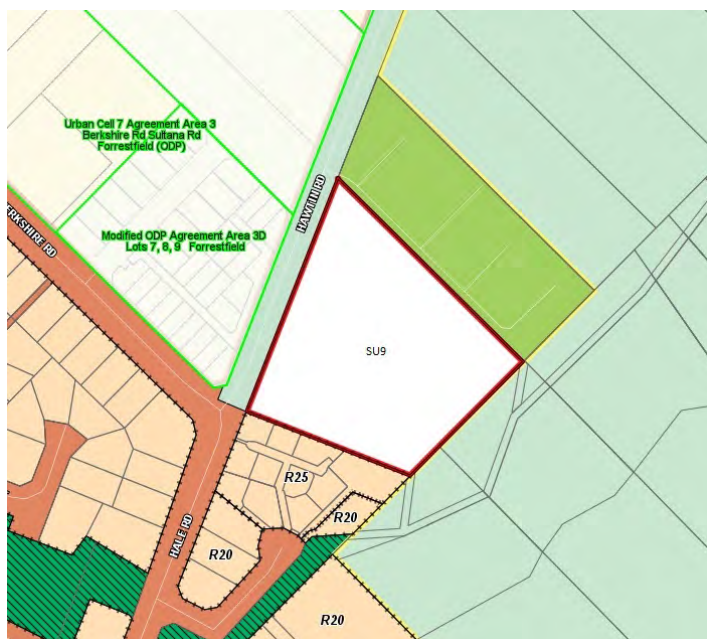 Urban Cell 7 Agreement Area 3
Berkshire Rd Sultana Rd
Forrestfield (ODP)
HAWTIN RD
Modified ODP Agreement Area 3D
Lots 7, 8, 9 Forrestfield
ERKSHIRE RD
SU9
R25
R20
R20
HALE RD
R20